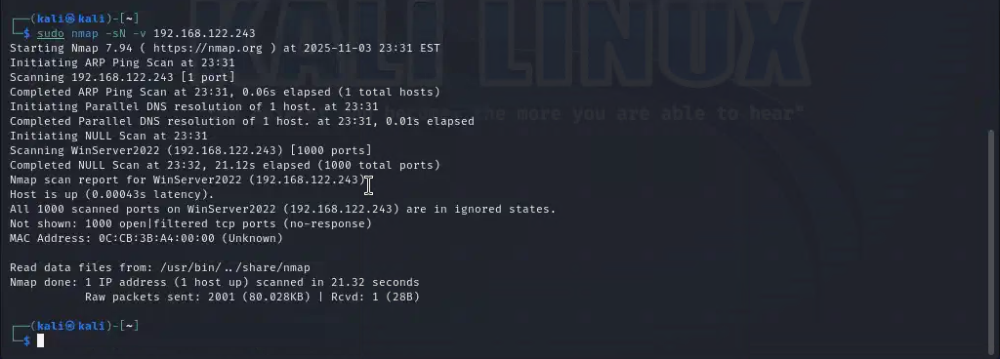 ┌──(kali㉿kali)-[~]
└─$ sudo nmap -sN -v 192.168.122.243
Starting Nmap 7.94 ( https://nmap.org ) at 2025-11-03 23:31 EST
Initiating ARP Ping Scan at 23:31
Scanning 192.168.122.243 [1 port]
Completed ARP Ping Scan at 23:31, 0.06s elapsed (1 total hosts)
Initiating Parallel DNS resolution of 1 host. at 23:31
Completed Parallel DNS resolution of 1 host. at 23:31, 0.01s elapsed
Initiating NULL Scan at 23:31
Scanning WinServer2022 (192.168.122.243) [1000 ports]
Completed NULL Scan at 23:32, 21.12s elapsed (1000 total ports)
Nmap scan report for WinServer2022 (192.168.122.243)
Host is up (0.00043s latency).
All 1000 scanned ports on WinServer2022 (192.168.122.243) are in ignored states.
Not shown: 1000 open|filtered tcp ports (no-response)
MAC Address: 0C:CB:3B:A4:00:00 (Unknown)
Read data files from: /usr/bin/../share/nmap
Nmap done: 1 IP address (1 host up) scanned in 21.32 seconds
Raw packets sent: 2001 (80.028KB) | Rcvd: 1 (28B)
┌──(kali㉿kali)-[~]
└─$
KALI LINUX
the more you are able to hear"